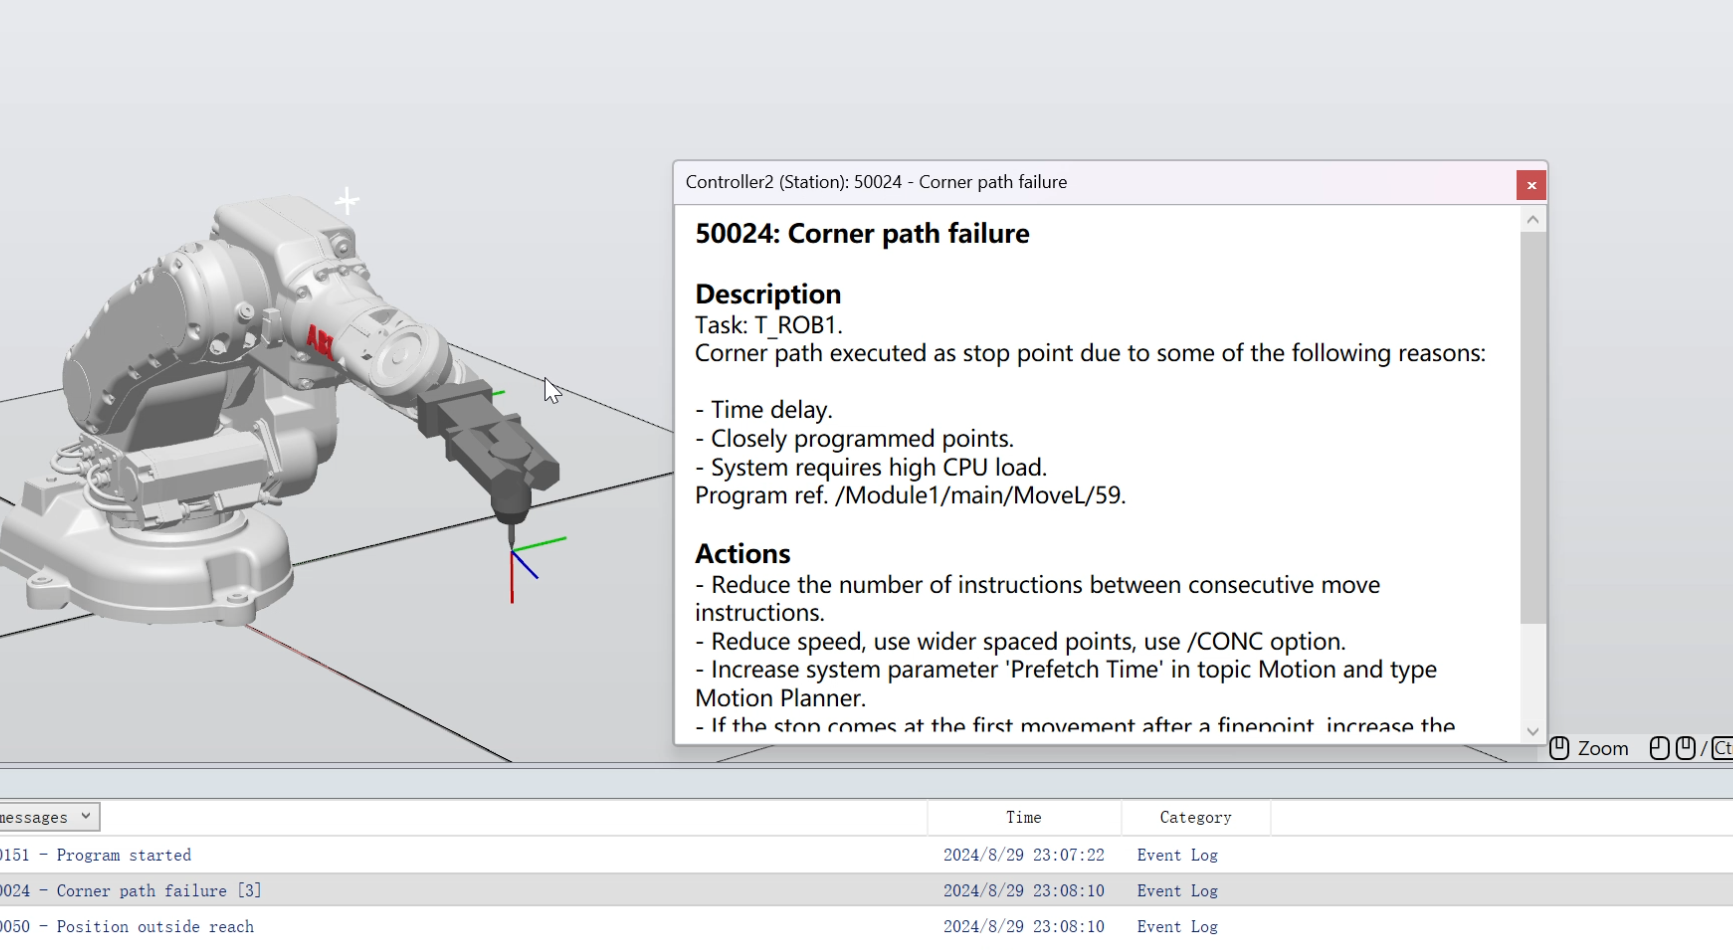 Controller2 (Station): 50024 - Corner path failure
50024: Corner path failure
Description
Task: T_ROB1.
Corner path executed as stop point due to some of the following reasons:
- Time delay.
- Closely programmed points.
- System requires high CPU load.
Program ref. /Module1/main/MoveL/59.
Actions
- Reduce the number of instructions between consecutive move
instructions.
- Reduce speed, use wider spaced points, use /CONC option.
- Increase system parameter 'Prefetch Time' in topic Motion and type
Motion Planner.
- If the stop comes at the first movement after a finepoint, increase the
Zoom /
messages Time Category
0151 - Program started 2024/8/29 23:07:22 Event Log
0024 - Corner path failure [3] 2024/8/29 23:08:10 Event Log
0050 - Position outside reach 2024/8/29 23:08:10 Event Log